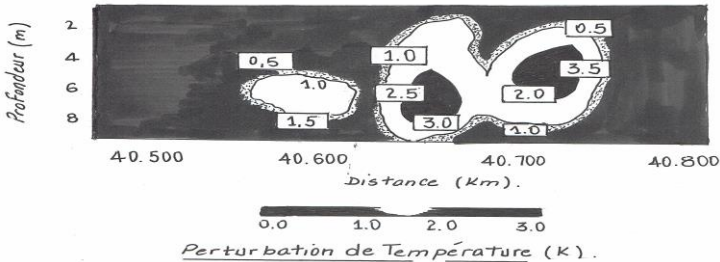 Profondeur (m)
2
4
6
8
0,5
1.0
1,5
1.0
2.5
3.0
0.5
3.5
2.0
1.0
40.500 40.600 40.700 40.800
Distance (Km).
0.0 1.0 2.0 3.0
Perturbation de Température (K).